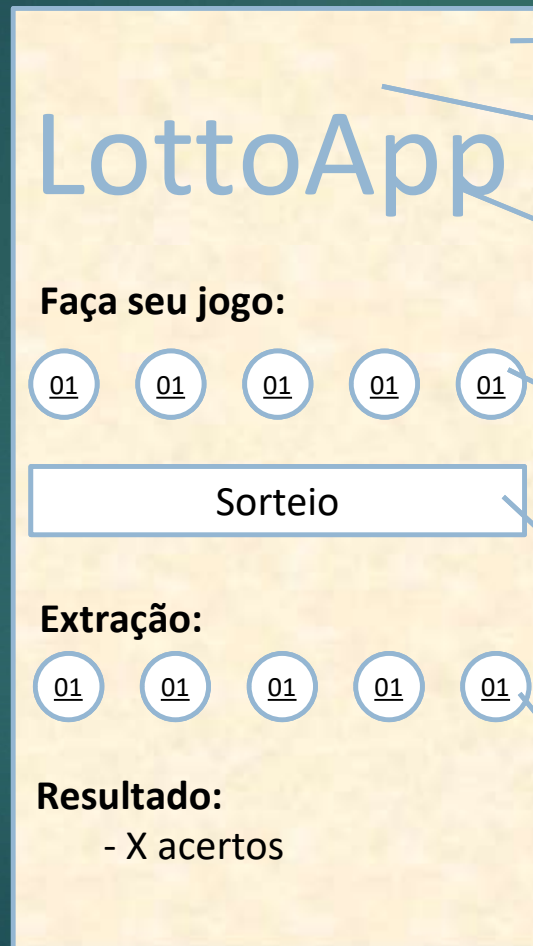 LottoApp
Faça seu jogo:
01 01 01 01 01
Sorteio
Extração:
01 01 01 01 01
Resultado:
- X acertos